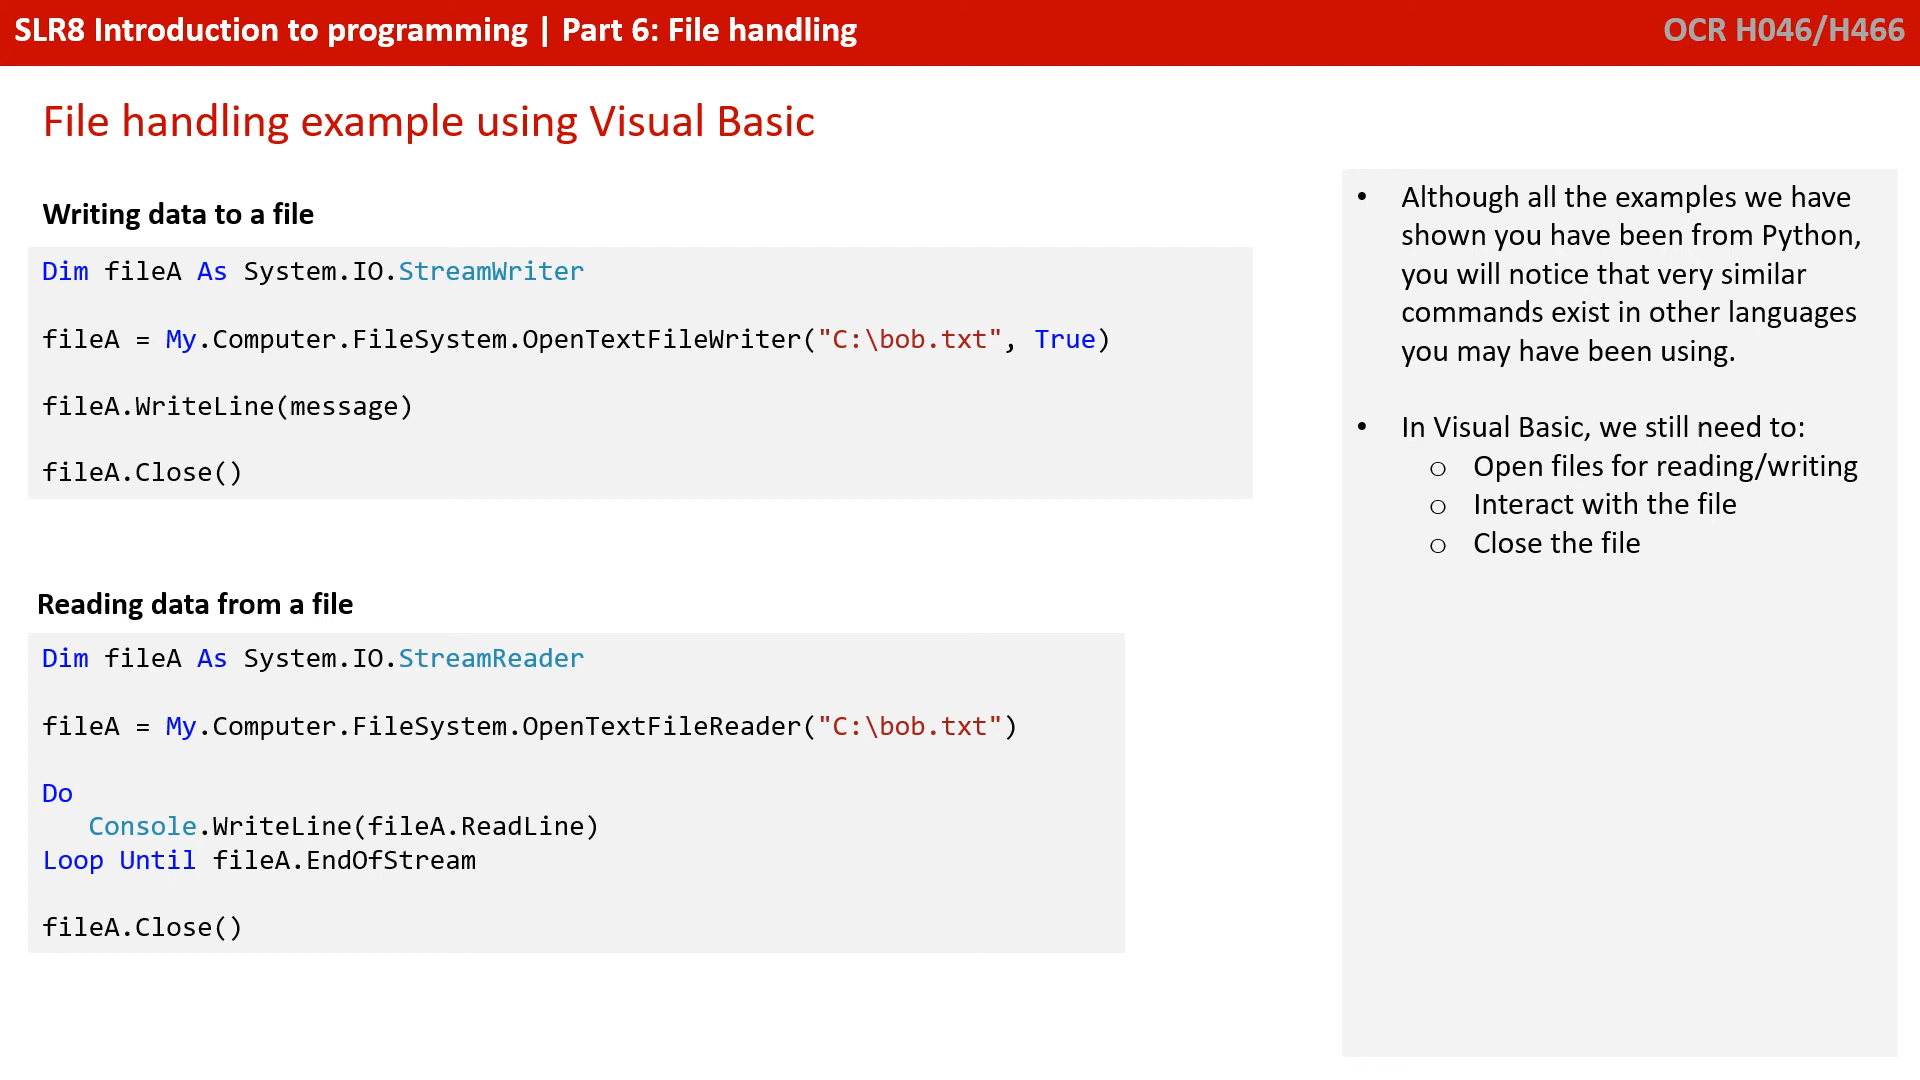 SLR8 Introduction to programming | Part 6: File handling
OCR H046/H466
File handling example using Visual Basic
Writing data to a file
Dim fileA As System.IO.StreamWriter
fileA = My.Computer.FileSystem.OpenTextFileWriter("C:\bob.txt", True)
fileA.WriteLine(message)
fileA.Close()
Reading data from a file
Dim fileA As System.IO.StreamReader
fileA = My.Computer.FileSystem.OpenTextFileReader("C:\bob.txt")
Do
   Console.WriteLine(fileA.ReadLine)
Loop Until fileA.EndOfStream
fileA.Close()
• Although all the examples we have
shown you have been from Python,
you will notice that very similar
commands exist in other languages
you may have been using.
• In Visual Basic, we still need to:
o Open files for reading/writing
o Interact with the file
o Close the file